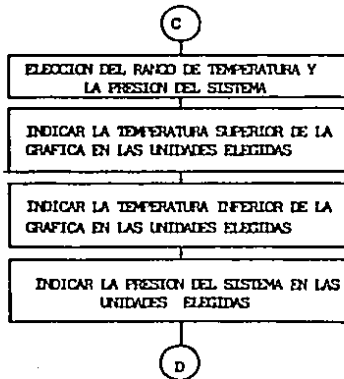 C
ELECCION DEL RANGO DE TEMPERATURA Y
LA PRESION DEL SISTEMA
INDICAR LA TEMPERATURA SUPERIOR DE LA
GRAFICA EN LAS UNIDADES ELEGIDAS
INDICAR LA TEMPERATURA INFERIOR DE LA
GRAFICA EN LAS UNIDADES ELEGIDAS
INDICAR LA PRESION DEL SISTEMA EN LAS
UNIDADES ELEGIDAS
D